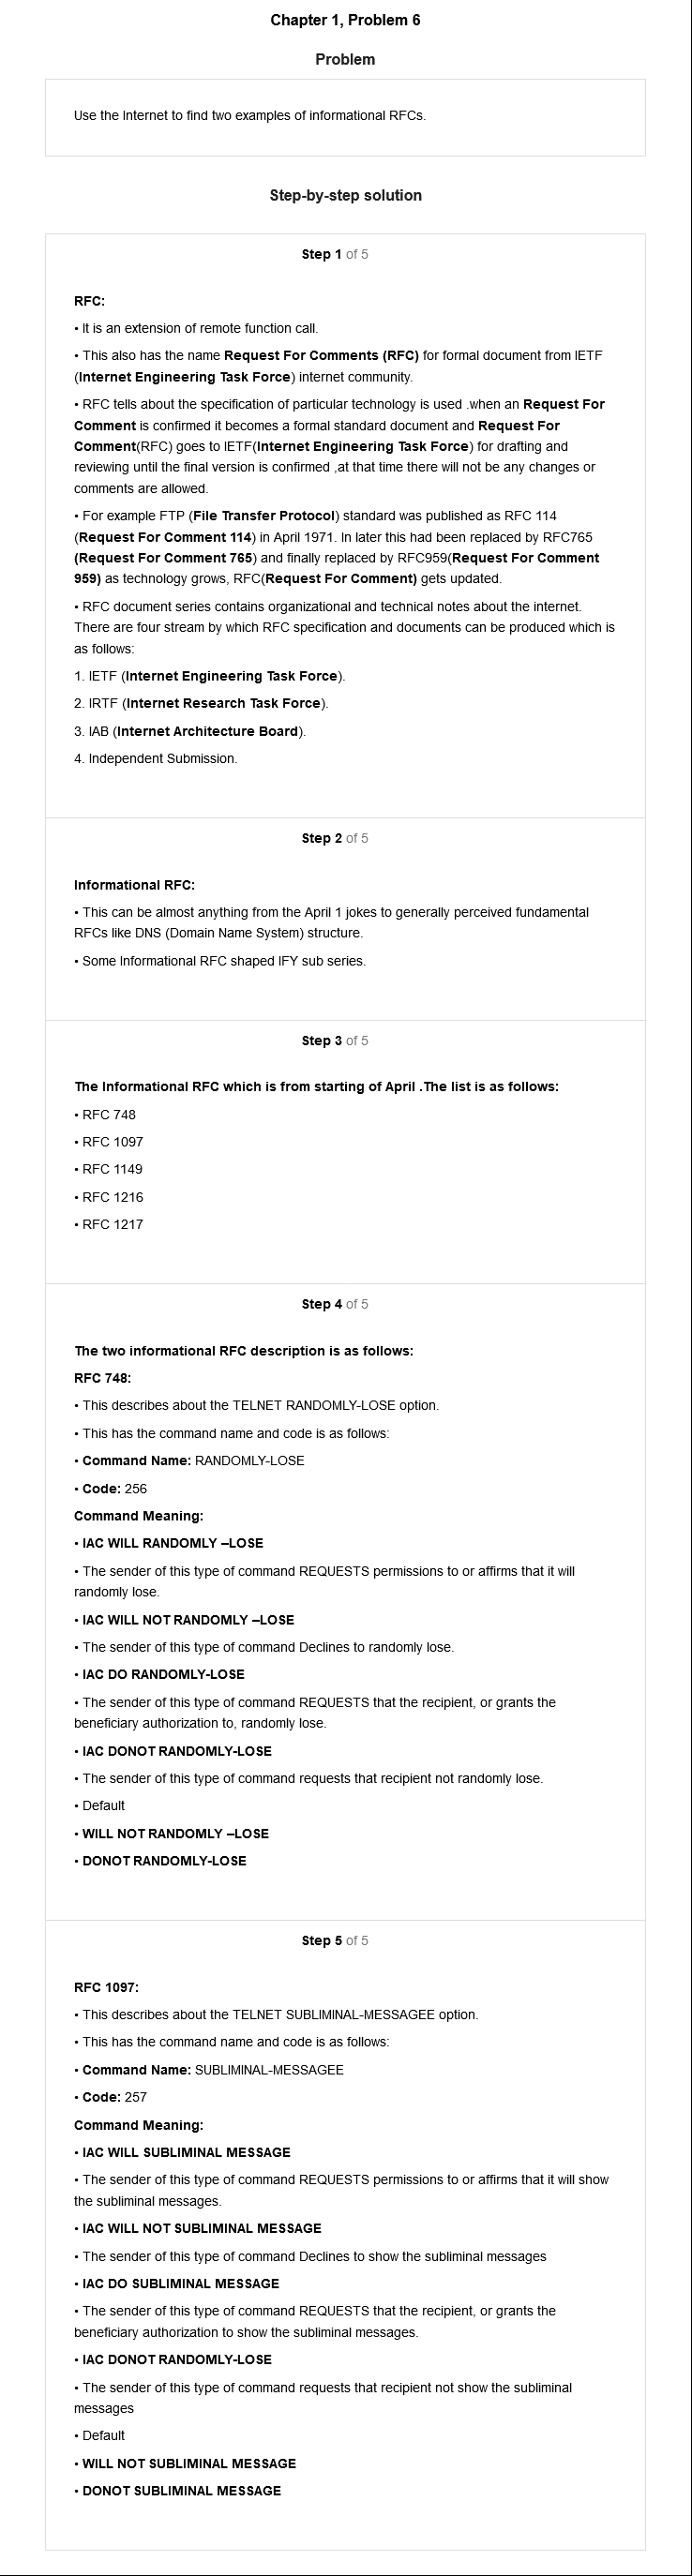 Chapter 1, Problem 6
Problem
Use the Internet to find two examples of informational RFCs.
Step-by-step solution
Step 1 of 5
RFC:
• It is an extension of remote function call.
• This also has the name Request For Comments (RFC) for formal document from IETF
(Internet Engineering Task Force) internet community.
• RFC tells about the specification of particular technology is used .when an Request For
Comment is confirmed it becomes a formal standard document and Request For
Comment(RFC) goes to IETF(Internet Engineering Task Force) for drafting and
reviewing until the final version is confirmed ,at that time there will not be any changes or
comments are allowed.
• For example FTP (File Transfer Protocol) standard was published as RFC 114
(Request For Comment 114) in April 1971. In later this had been replaced by RFC765
(Request For Comment 765) and finally replaced by RFC959(Request For Comment
959) as technology grows, RFC(Request For Comment) gets updated.
• RFC document series contains organizational and technical notes about the internet.
There are four stream by which RFC specification and documents can be produced which is
as follows:
1. IETF (Internet Engineering Task Force).
2. IRTF (Internet Research Task Force).
3. IAB (Internet Architecture Board).
4. Independent Submission.
Step 2 of 5
Informational RFC:
• This can be almost anything from the April 1 jokes to generally perceived fundamental
RFCs like DNS (Domain Name System) structure.
• Some Informational RFC shaped IFY sub series.
Step 3 of 5
The Informational RFC which is from starting of April .The list is as follows:
• RFC 748
• RFC 1097
• RFC 1149
• RFC 1216
• RFC 1217
Step 4 of 5
The two informational RFC description is as follows:
RFC 748:
• This describes about the TELNET RANDOMLY-LOSE option.
• This has the command name and code is as follows:
• Command Name: RANDOMLY-LOSE
• Code: 256
Command Meaning:
• IAC WILL RANDOMLY –LOSE
• The sender of this type of command REQUESTS permissions to or affirms that it will
randomly lose.
• IAC WILL NOT RANDOMLY –LOSE
• The sender of this type of command Declines to randomly lose.
• IAC DO RANDOMLY-LOSE
• The sender of this type of command REQUESTS that the recipient, or grants the
beneficiary authorization to, randomly lose.
• IAC DONOT RANDOMLY-LOSE
• The sender of this type of command requests that recipient not randomly lose.
• Default
• WILL NOT RANDOMLY –LOSE
• DONOT RANDOMLY-LOSE
Step 5 of 5
RFC 1097:
• This describes about the TELNET SUBLIMINAL-MESSAGEE option.
• This has the command name and code is as follows:
• Command Name: SUBLIMINAL-MESSAGEE
• Code: 257
Command Meaning:
• IAC WILL SUBLIMINAL MESSAGE
• The sender of this type of command REQUESTS permissions to or affirms that it will show
the subliminal messages.
• IAC WILL NOT SUBLIMINAL MESSAGE
• The sender of this type of command Declines to show the subliminal messages
• IAC DO SUBLIMINAL MESSAGE
• The sender of this type of command REQUESTS that the recipient, or grants the
beneficiary authorization to show the subliminal messages.
• IAC DONOT RANDOMLY-LOSE
• The sender of this type of command requests that recipient not show the subliminal
messages
• Default
• WILL NOT SUBLIMINAL MESSAGE
• DONOT SUBLIMINAL MESSAGE